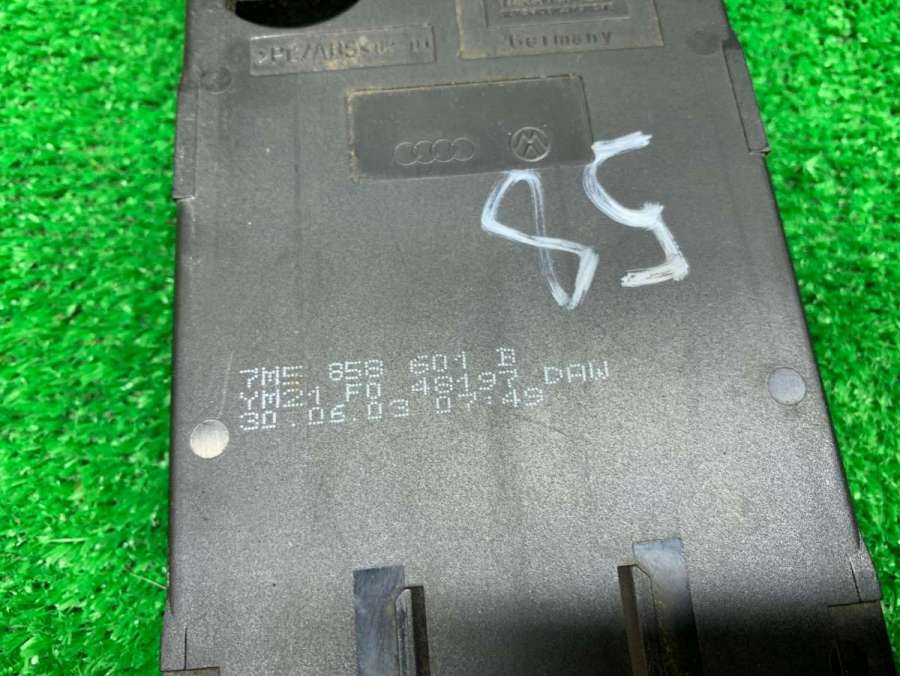 Germany
85
7M5 858 601 B
YM21 F0 48197 DAW
30.06.03 07:49